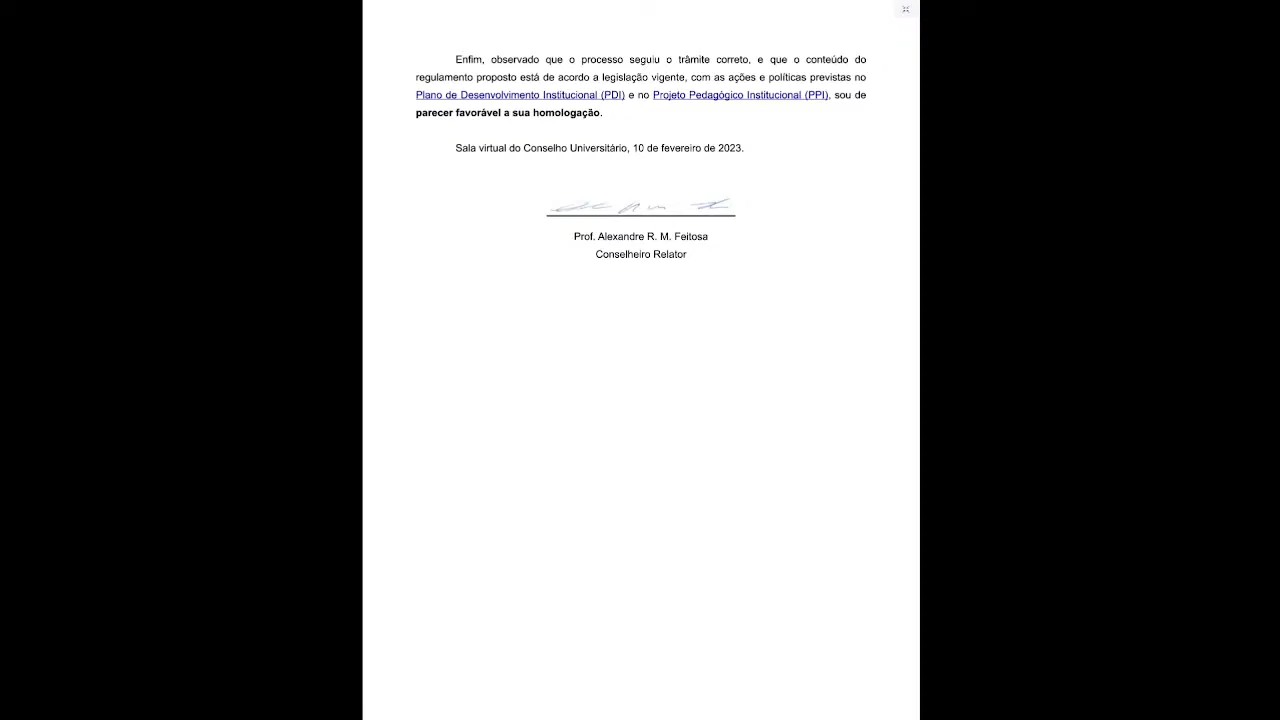 Enfim, observado que o processo seguiu o trâmite correto, e que o conteúdo do
regulamento proposto está de acordo a legislação vigente, com as ações e políticas previstas no
Plano de Desenvolvimento Institucional (PDI) e no Projeto Pedagógico Institucional (PPI), sou de
parecer favorável a sua homologação.
Sala virtual do Conselho Universitário, 10 de fevereiro de 2023.
Prof. Alexandre R. M. Feitosa
Conselheiro Relator